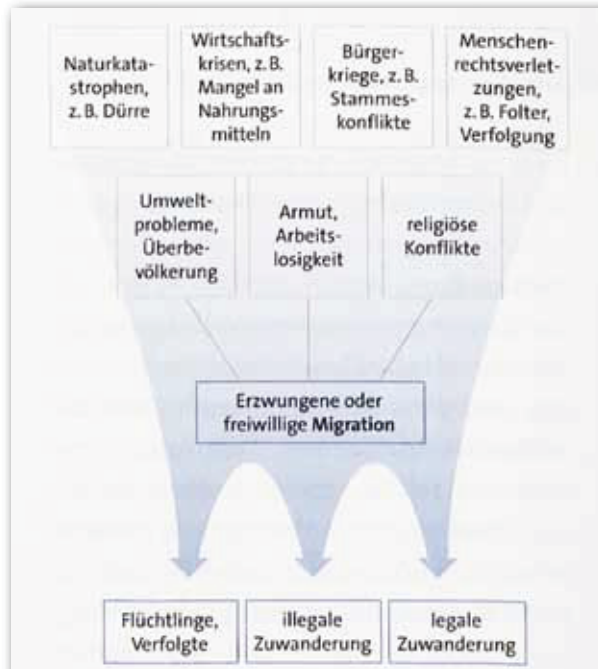 Naturkata-
strophen,
z. B. Dürre
Wirtschafts-
krisen, z. B.
Mangel an
Nahrungs-
mitteln
Bürger-
kriege, z. B.
Stammes-
konflikte
Menschen-
rechtsverlet-
zungen,
z. B. Folter,
Verfolgung
Umwelt-
probleme,
Überbe-
völkerung
Armut,
Arbeits-
losigkeit
religiöse
Konflikte
Erzwungene oder
freiwillige Migration
Flüchtlinge,
Verfolgte
illegale
Zuwanderung
legale
Zuwanderung